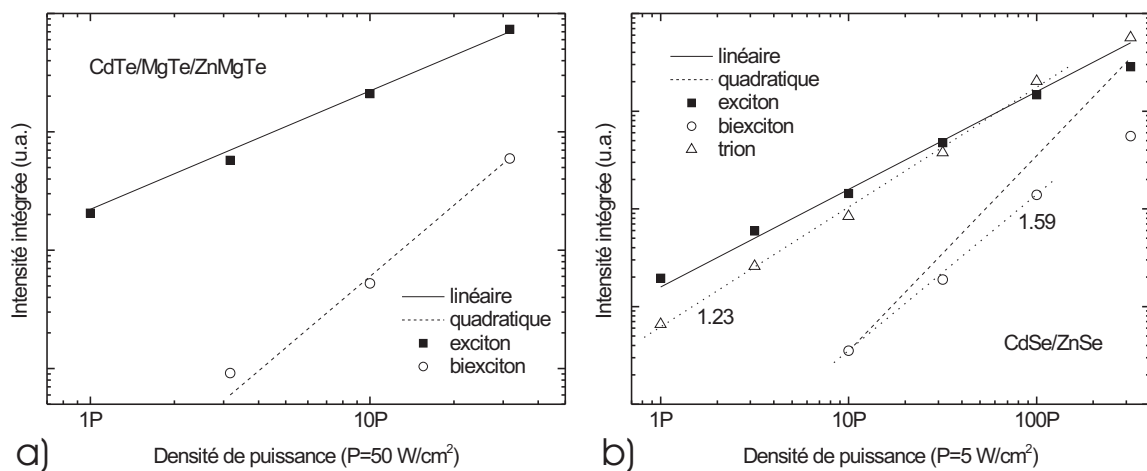 CdTe/MgTe/ZnMgTe
Intensité intégrée (u.a.)
linéaire
quadratique
exciton
biexciton
1P
10P
Densité de puissance (P=50 W/cm²)
a)
linéaire
quadratique
exciton
biexciton
trion
Intensité intégrée (u.a.)
1.59
1.23
CdSe/ZnSe
1P
10P
100P
Densité de puissance (P=5 W/cm²)
b)